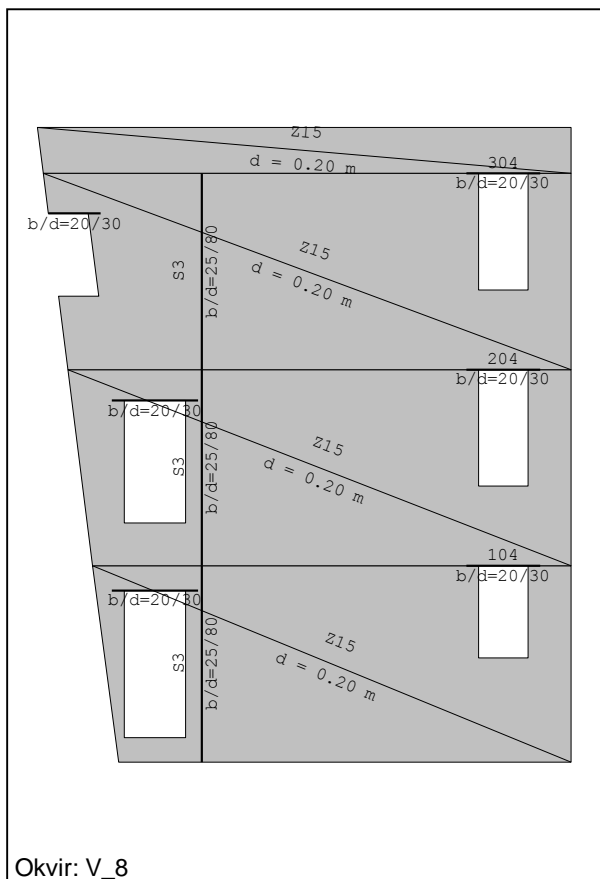 Z15
d = 0.20 m
304
b/d=20/30
b/d=20/30
S3
b/d=25/80
Z15
d = 0.20 m
204
b/d=20/30
b/d=20/30
S3
b/d=25/80
Z15
d = 0.20 m
104
b/d=20/30
b/d=20/30
S3
b/d=25/80
Z15
d = 0.20 m
Okvir: V_8